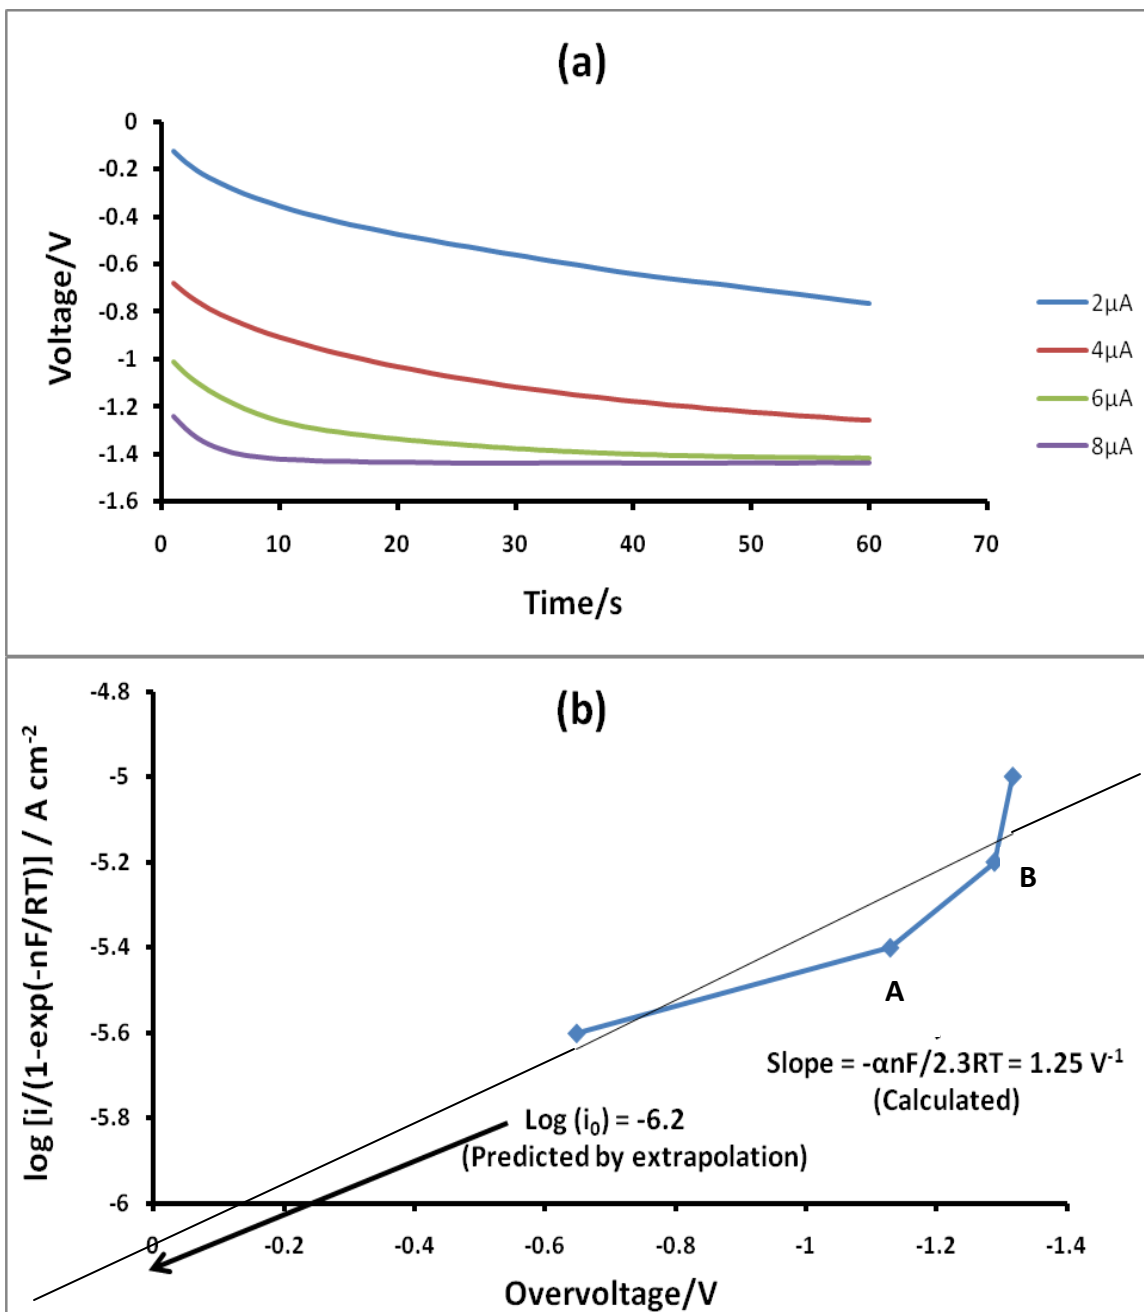 (a)
0
-0.2
-0.4
-0.6
-0.8
-1
-1.2
-1.4
-1.6
Voltage/V
0 10 20 30 40 50 60 70
Time/s
2µA
4µA
6µA
8µA
(b)
-4.8
-5
-5.2
-5.4
-5.6
-5.8
-6
log [i/(1-exp(-nF/RT)] / A cm-2
B
A
Slope = -αnF/2.3RT = 1.25 V-1
(Calculated)
Log (i0) = -6.2
(Predicted by extrapolation)
0 -0.2 -0.4 -0.6 -0.8 -1 -1.2 -1.4
Overvoltage/V